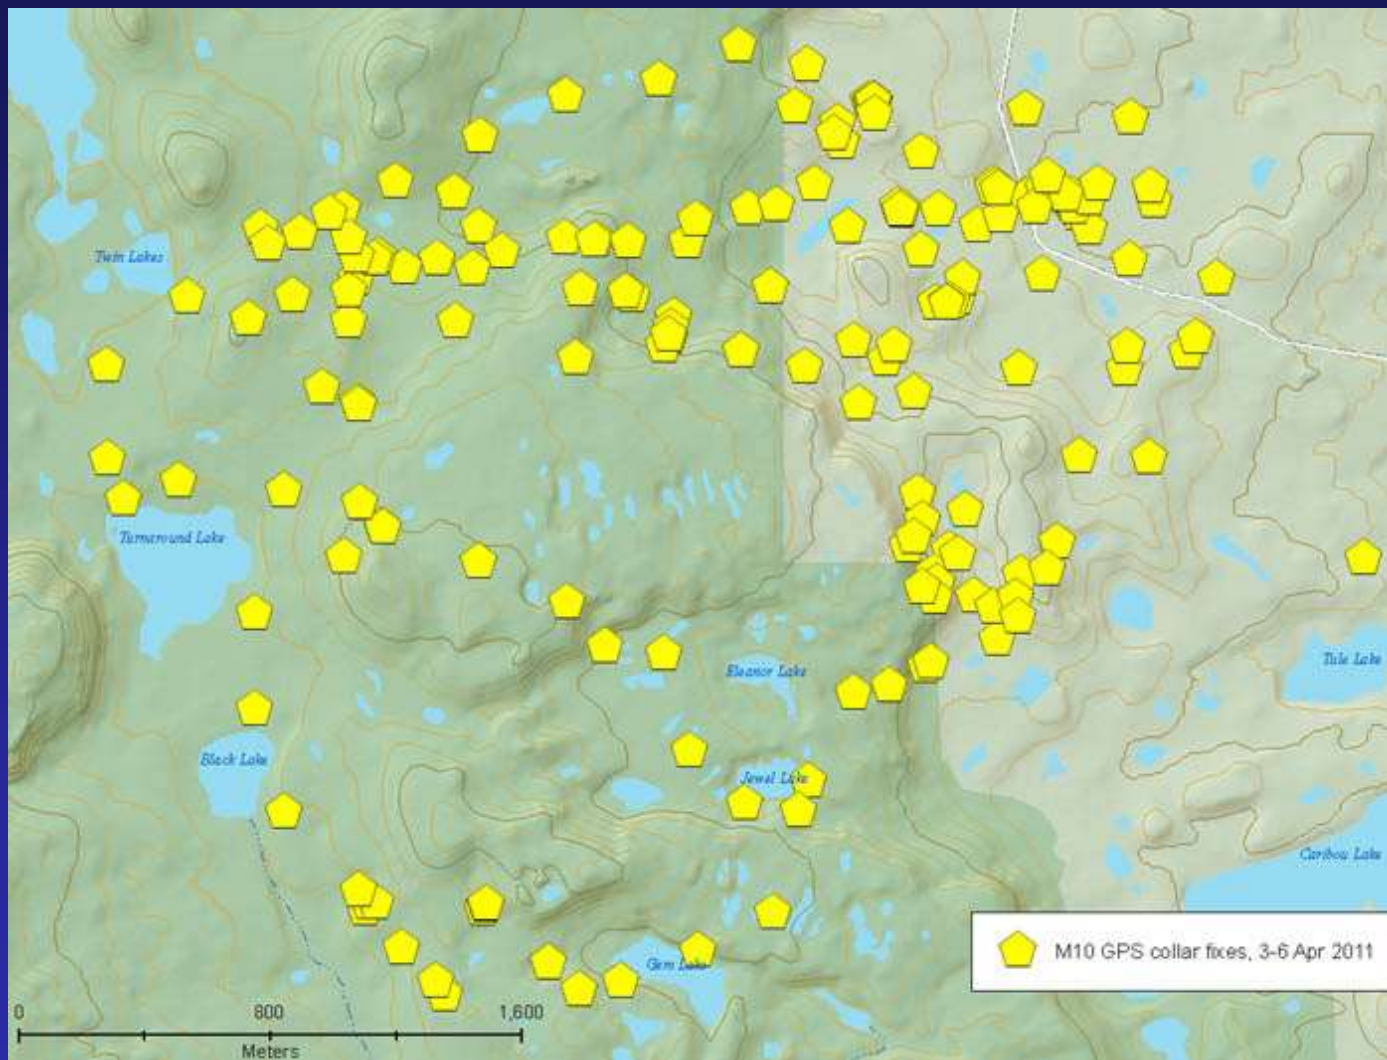 Twin Lakes
Turnaround Lake
Eleanor Lake
Tule Lake
Black Lake
Jewel Lake
Caribou Lake
M10 GPS collar fixes, 3-6 Apr 2011
Gem Lake
0 800 1,600
Meters